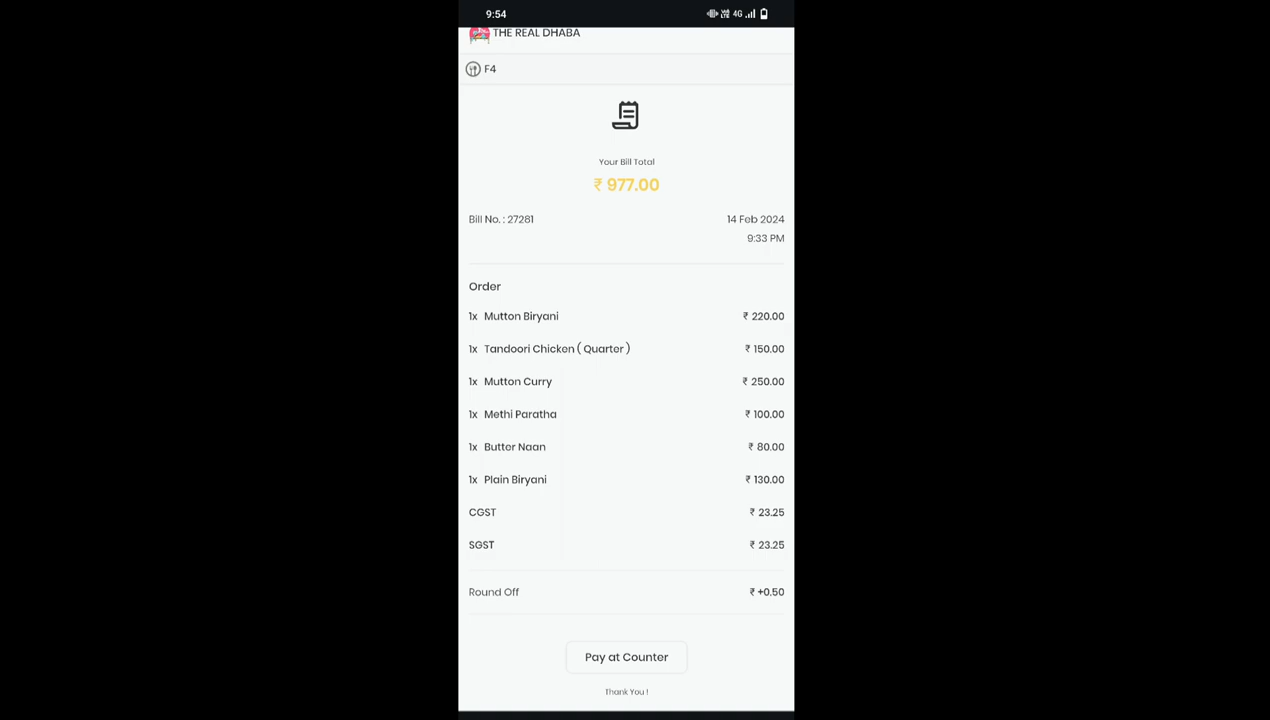 9:54 4G
THE REAL DHABA
F4
Your Bill Total
₹ 977.00
Bill No. : 27281 14 Feb 2024
9:33 PM
Order
1x Mutton Biryani ₹ 220.00
1x Tandoori Chicken ( Quarter ) ₹ 150.00
1x Mutton Curry ₹ 250.00
1x Methi Paratha ₹ 100.00
1x Butter Naan ₹ 80.00
1x Plain Biryani ₹ 130.00
CGST ₹ 23.25
SGST ₹ 23.25
Round Off ₹ +0.50
Pay at Counter
Thank You !